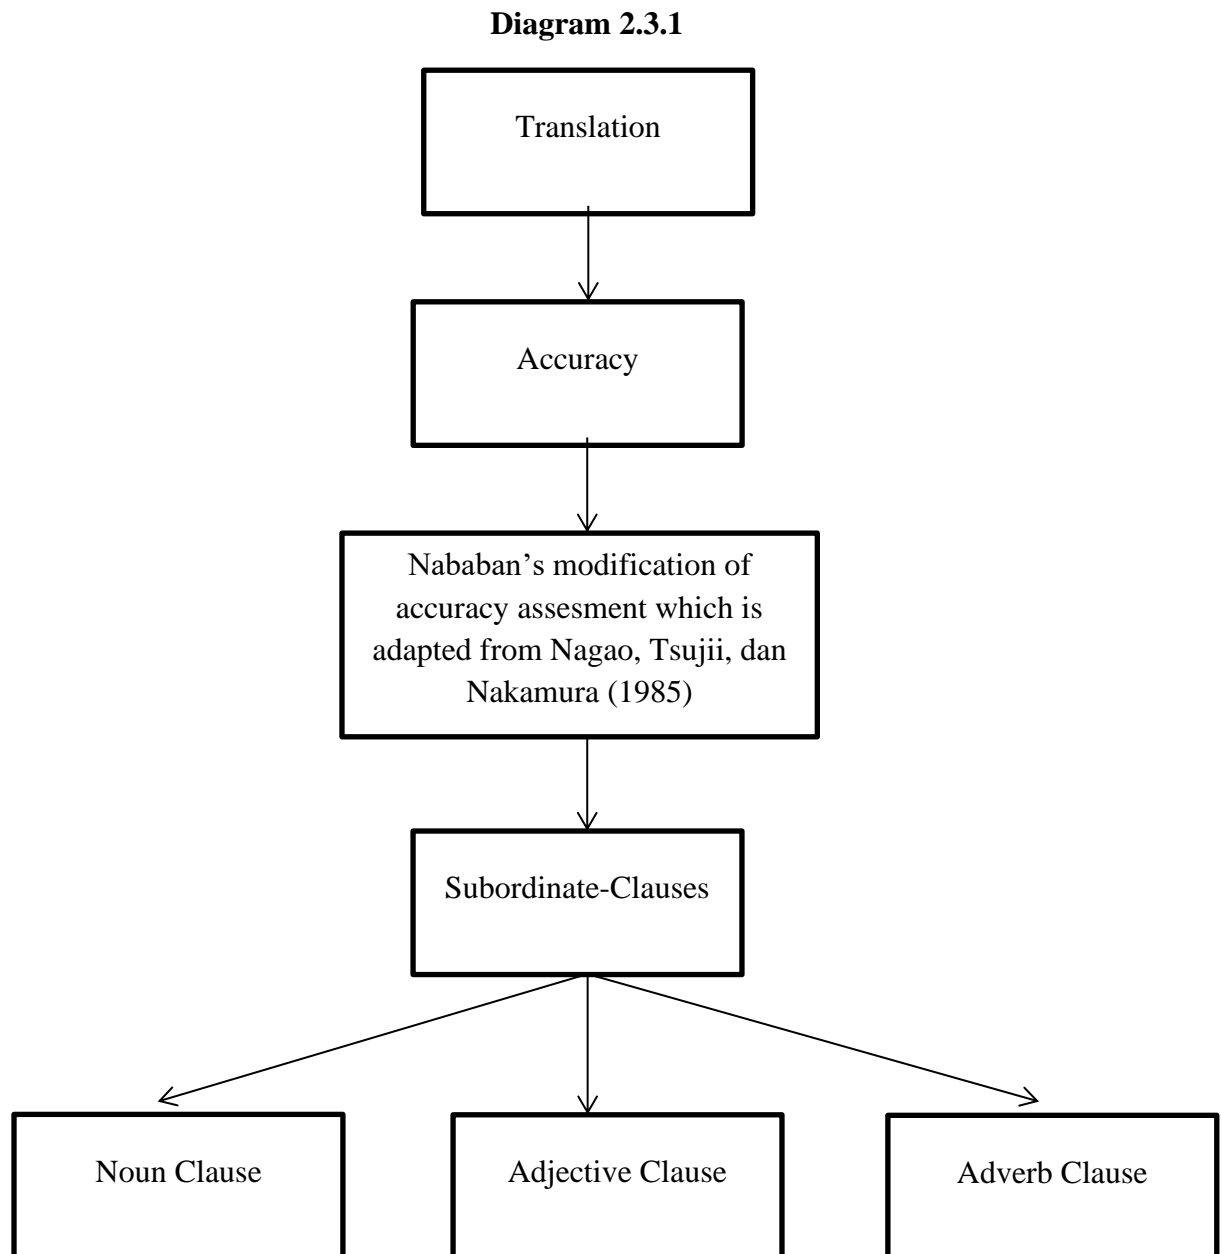 Diagram 2.3.1
Translation
Accuracy
Nababan’s modification of
accuracy assesment which is
adapted from Nagao, Tsujii, dan
Nakamura (1985)
Subordinate-Clauses
Noun Clause
Adjective Clause
Adverb Clause